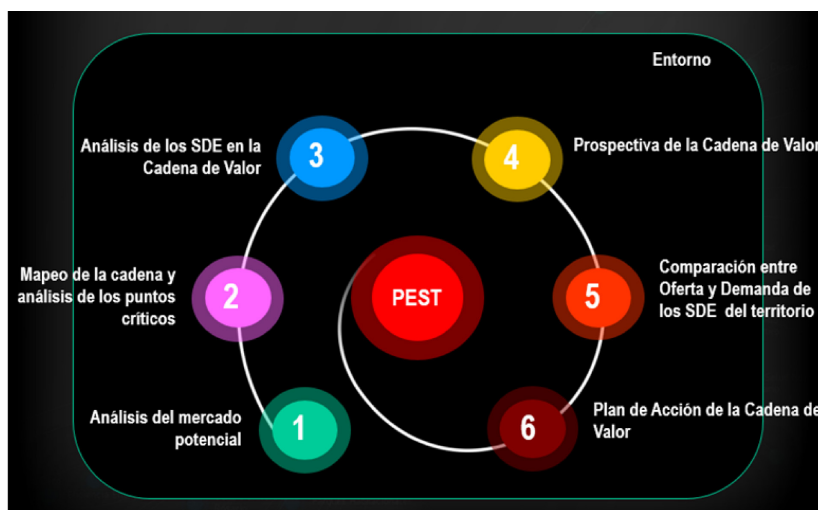 Entorno
Análisis de los SDE en la
Cadena de Valor
3
4
Prospectiva de la Cadena de Valor
Mapeo de la cadena y
análisis de los puntos
críticos
2
PEST
5
Comparación entre
Oferta y Demanda de
los SDE del territorio
Análisis del mercado
potencial
1
6
Plan de Acción de la Cadena de
Valor